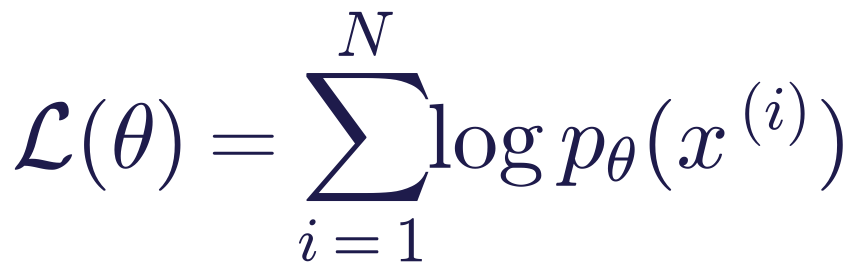 ℒ(θ) = ∑_{i=1}^{N} log p_θ(x^{(i)})